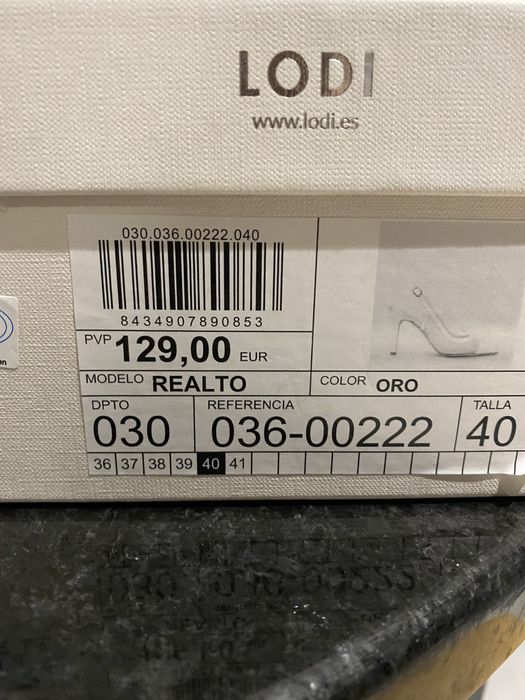 LODI
www.lodi.es
030.036.00222.040
8434907890853
PVP 129,00 EUR
MODELO REALTO
COLOR ORO
DPTO REFERENCIA TALLA
030 036-00222 40
36 37 38 39 40 41